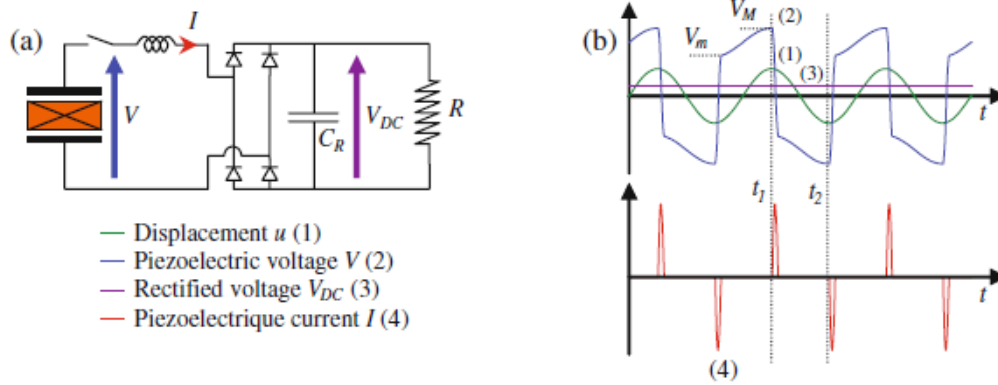 (a)
I
V
C_R
V_DC
R
Displacement u (1)
Piezoelectric voltage V (2)
Rectified voltage V_DC (3)
Piezoelectrique current I (4)
(b)
V_M
(2)
V_m
(1)
(3)
t
t_1
t_2
t
(4)